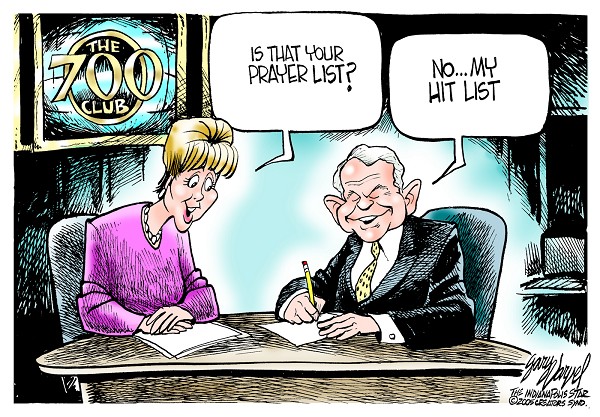 THE
700
CLUB
IS THAT YOUR
PRAYER LIST?
NO...MY
HIT LIST
Gary Varvel
THE INDIANAPOLIS STAR
©2005 CREATORS SYND.